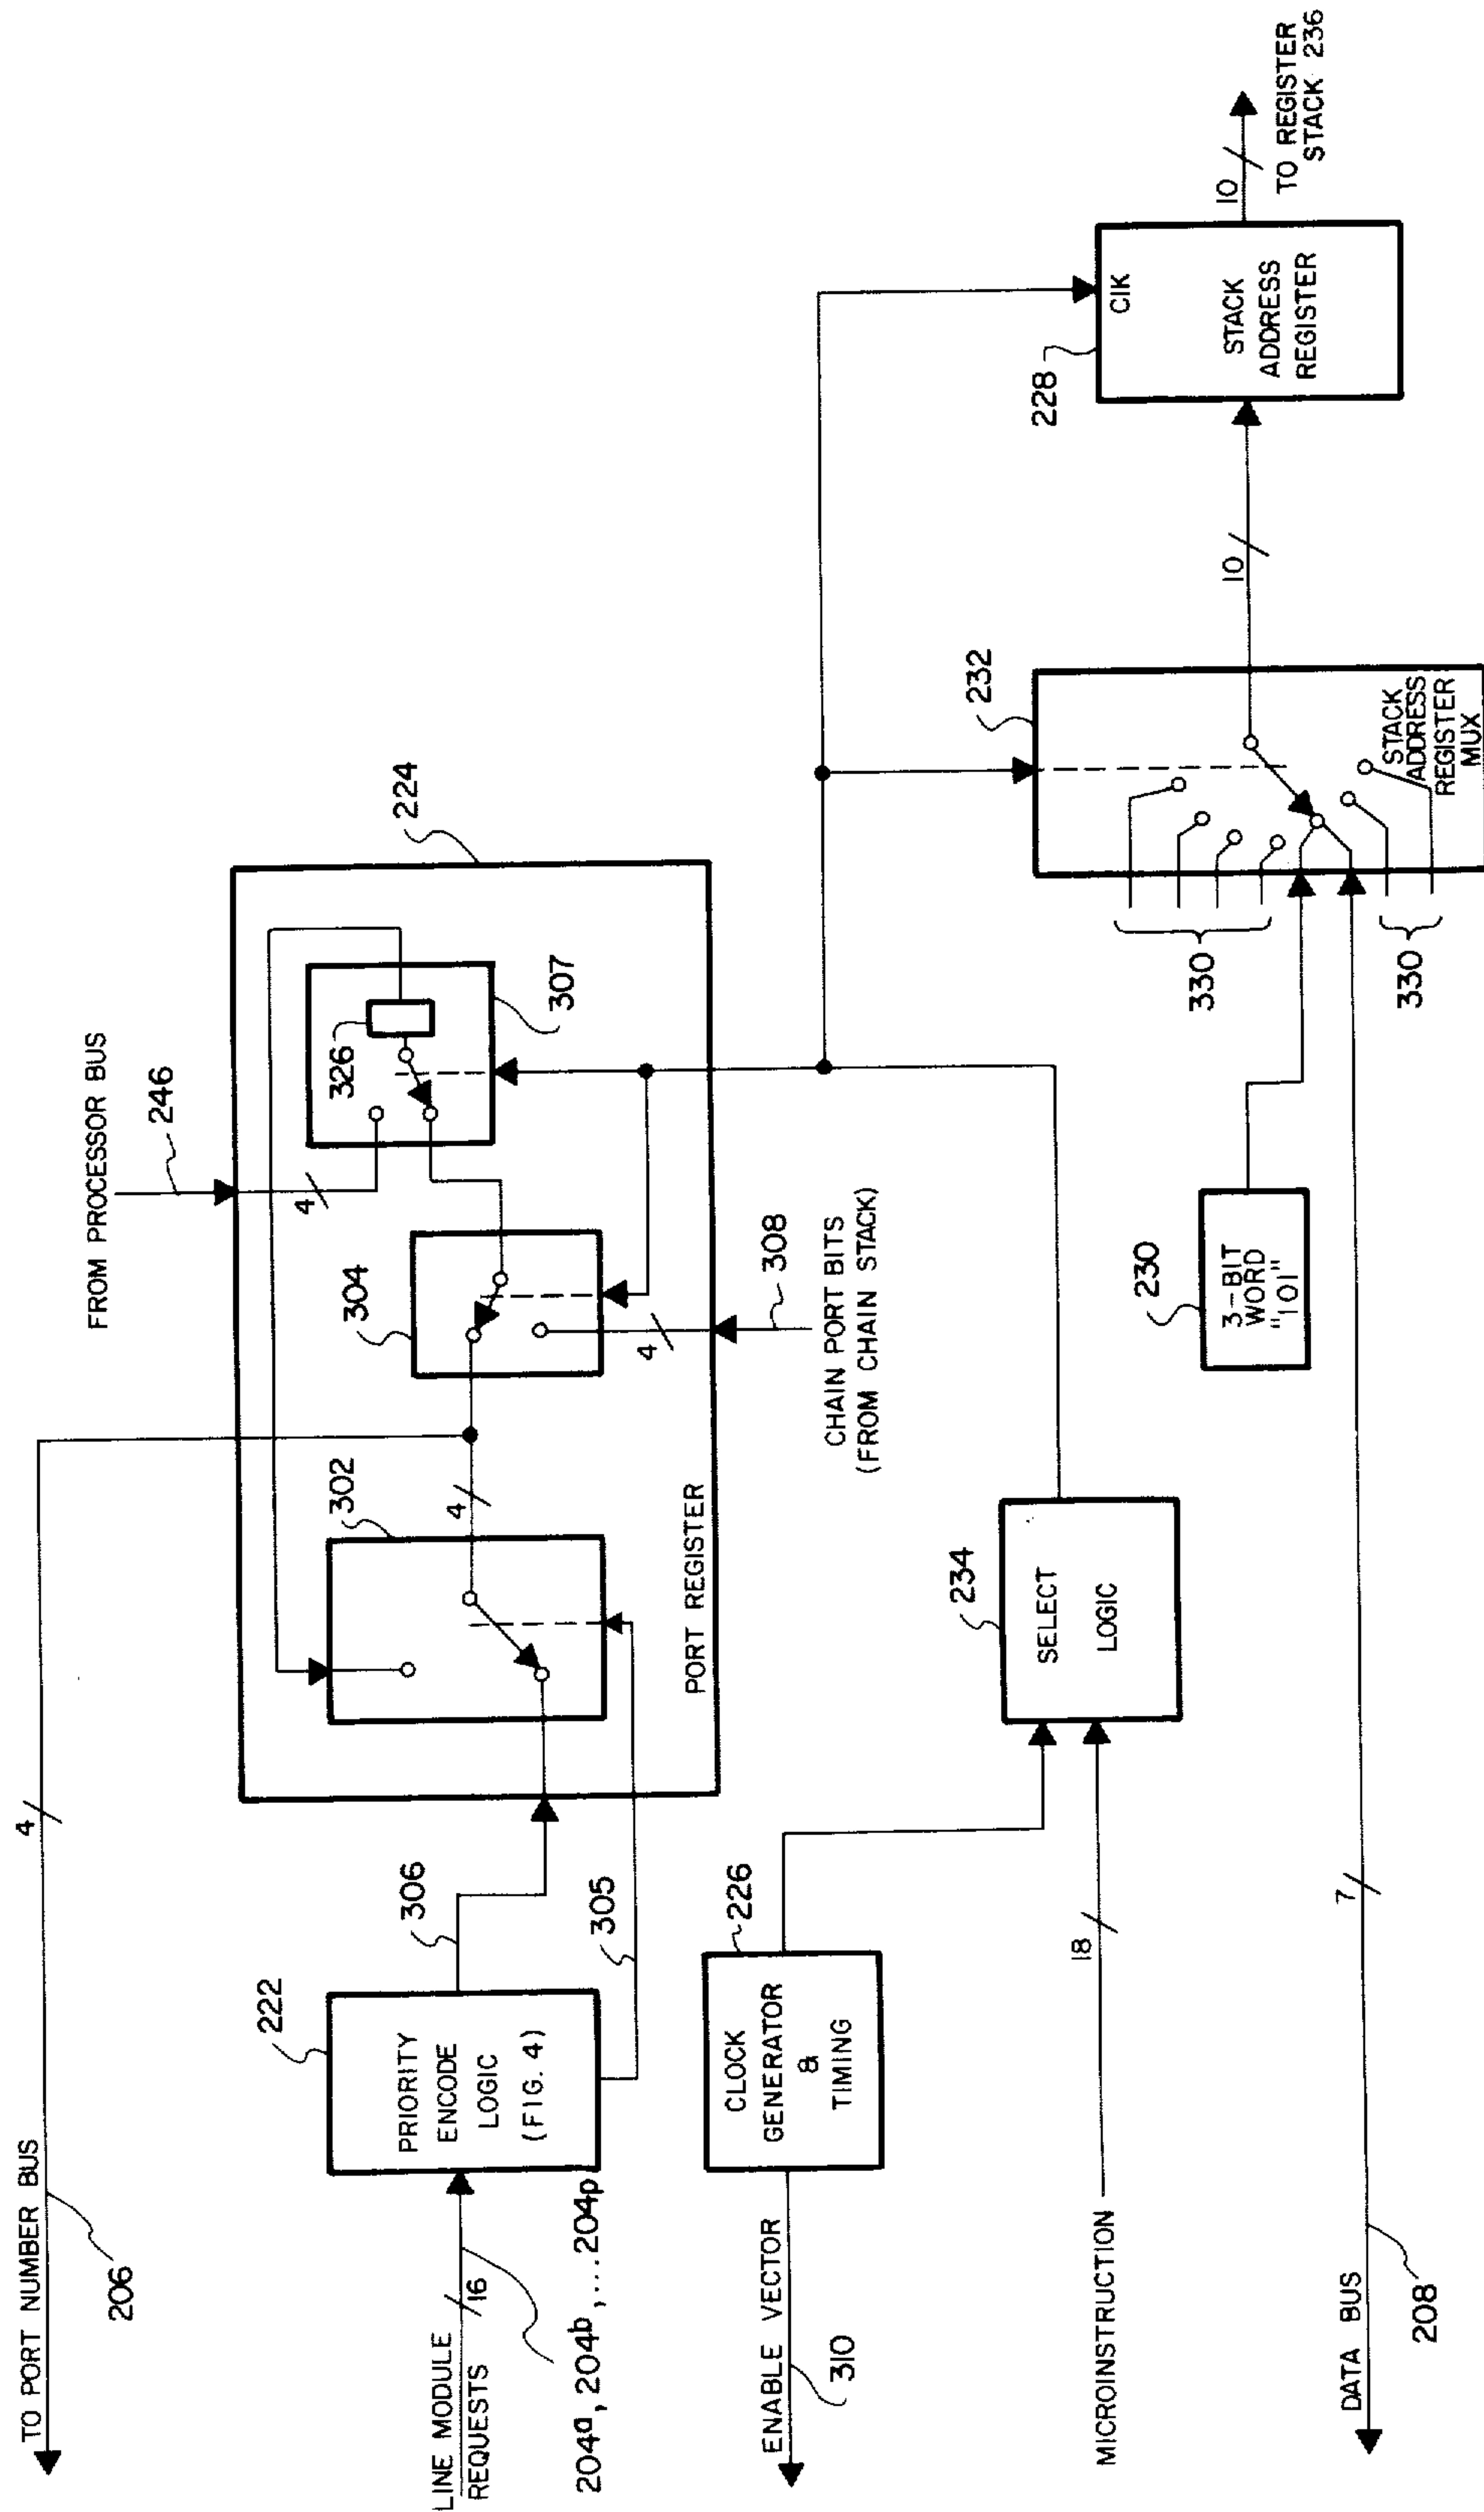 TO PORT NUMBER BUS
206
4
LINE MODULE
REQUESTS
16
204a, 204b, ... 204p
222
PRIORITY
ENCODE
LOGIC
(FIG. 4)
306
305
302
4
PORT REGISTER
304
4
CHAIN PORT BITS
(FROM CHAIN STACK)
308
FROM PROCESSOR BUS
246
4
326
307
224
ENABLE VECTOR
310
CLOCK
GENERATOR
&
TIMING
226
MICROINSTRUCTION
18
234
SELECT
LOGIC
DATA BUS
208
7
230
3-BIT
WORD
"101"
330
330
232
STACK
ADDRESS
REGISTER
MUX
10
228
ClK
STACK
ADDRESS
REGISTER
10
TO REGISTER
STACK 236